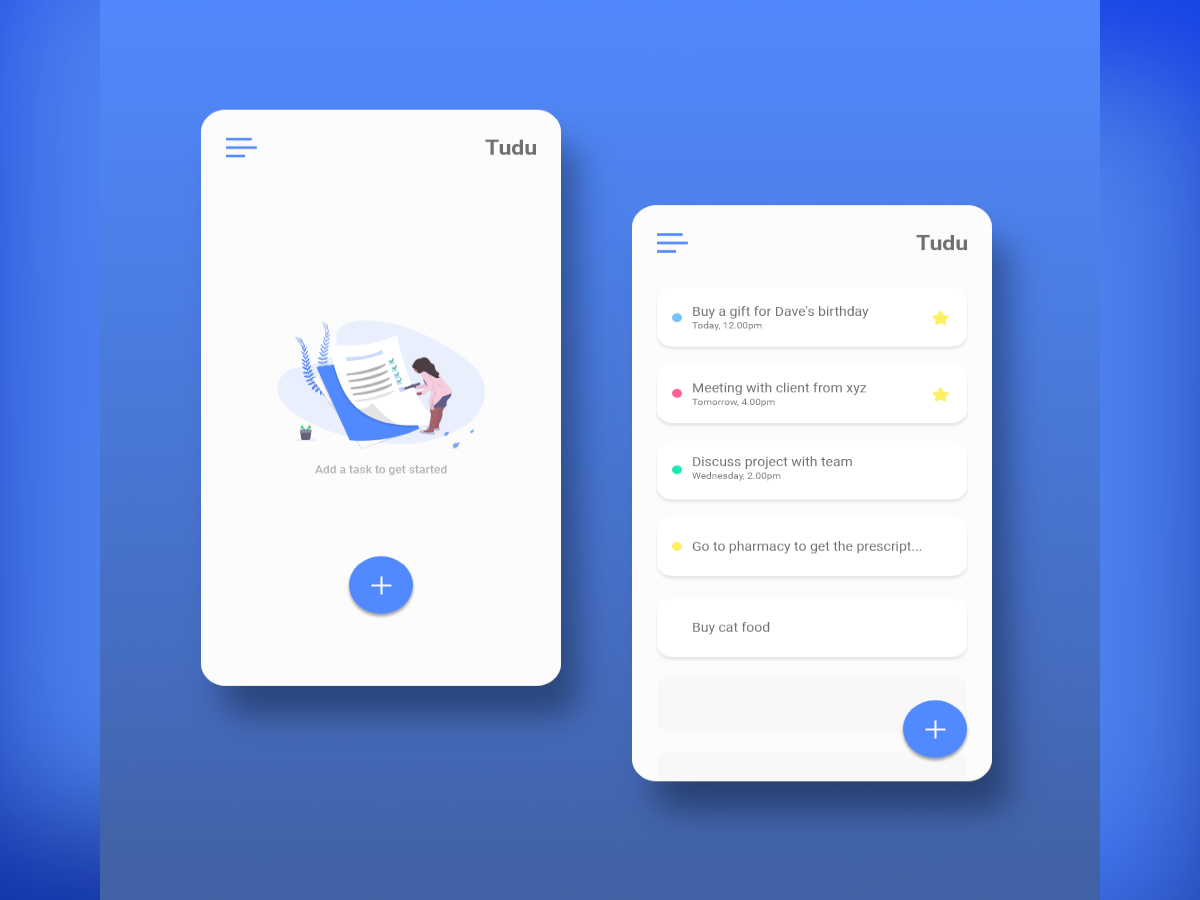 Tudu
Add a task to get started
Tudu
Buy a gift for Dave's birthday
Today, 12.00pm
Meeting with client from xyz
Tomorrow, 4.00pm
Discuss project with team
Wednesday, 2.00pm
Go to pharmacy to get the prescript...
Buy cat food